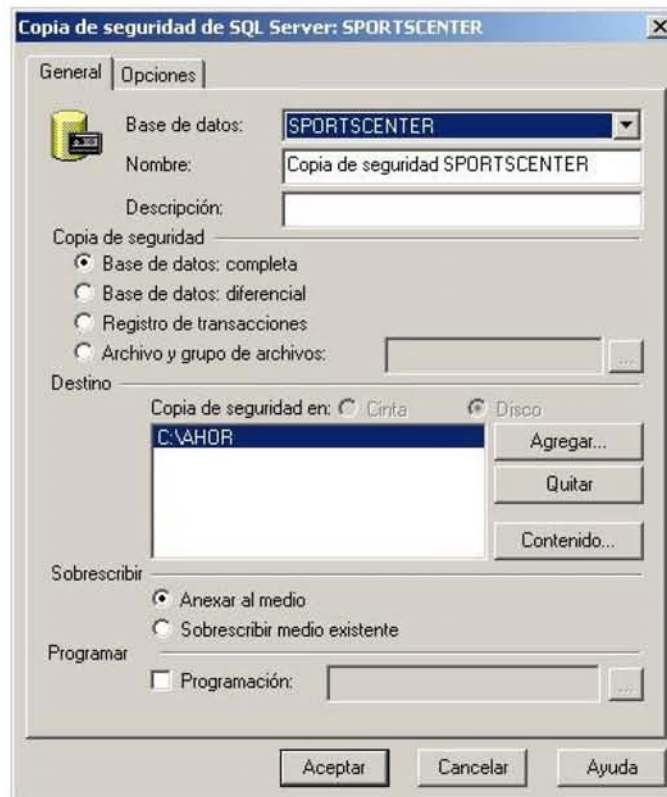 Copia de seguridad de SQL Server: SPORTSCENTER
General Opciones
Base de datos: SPORTSCENTER
Nombre: Copia de seguridad SPORTSCENTER
Descripción:
Copia de seguridad
Base de datos: completa
Base de datos: diferencial
Registro de transacciones
Archivo y grupo de archivos: ...
Destino
Copia de seguridad en: Cinta Disco
C:\AHOR
Agregar...
Quitar
Contenido...
Sobrescribir
Anexar al medio
Sobrescribir medio existente
Programar
Programación: ...
Aceptar Cancelar Ayuda